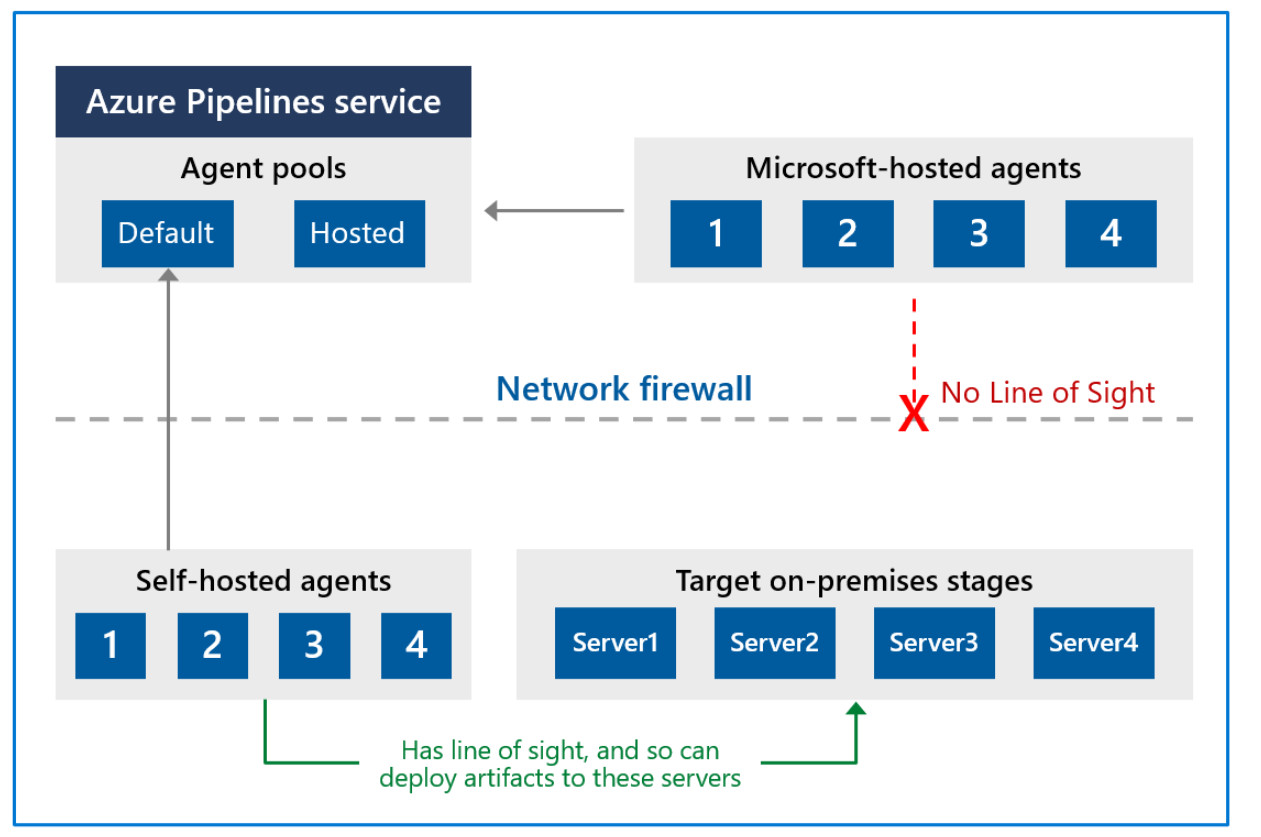 Azure Pipelines service
Agent pools
Default
Hosted
Microsoft-hosted agents
1
2
3
4
Network firewall
X
No Line of Sight
Self-hosted agents
1
2
3
4
Target on-premises stages
Server1
Server2
Server3
Server4
Has line of sight, and so can
deploy artifacts to these servers